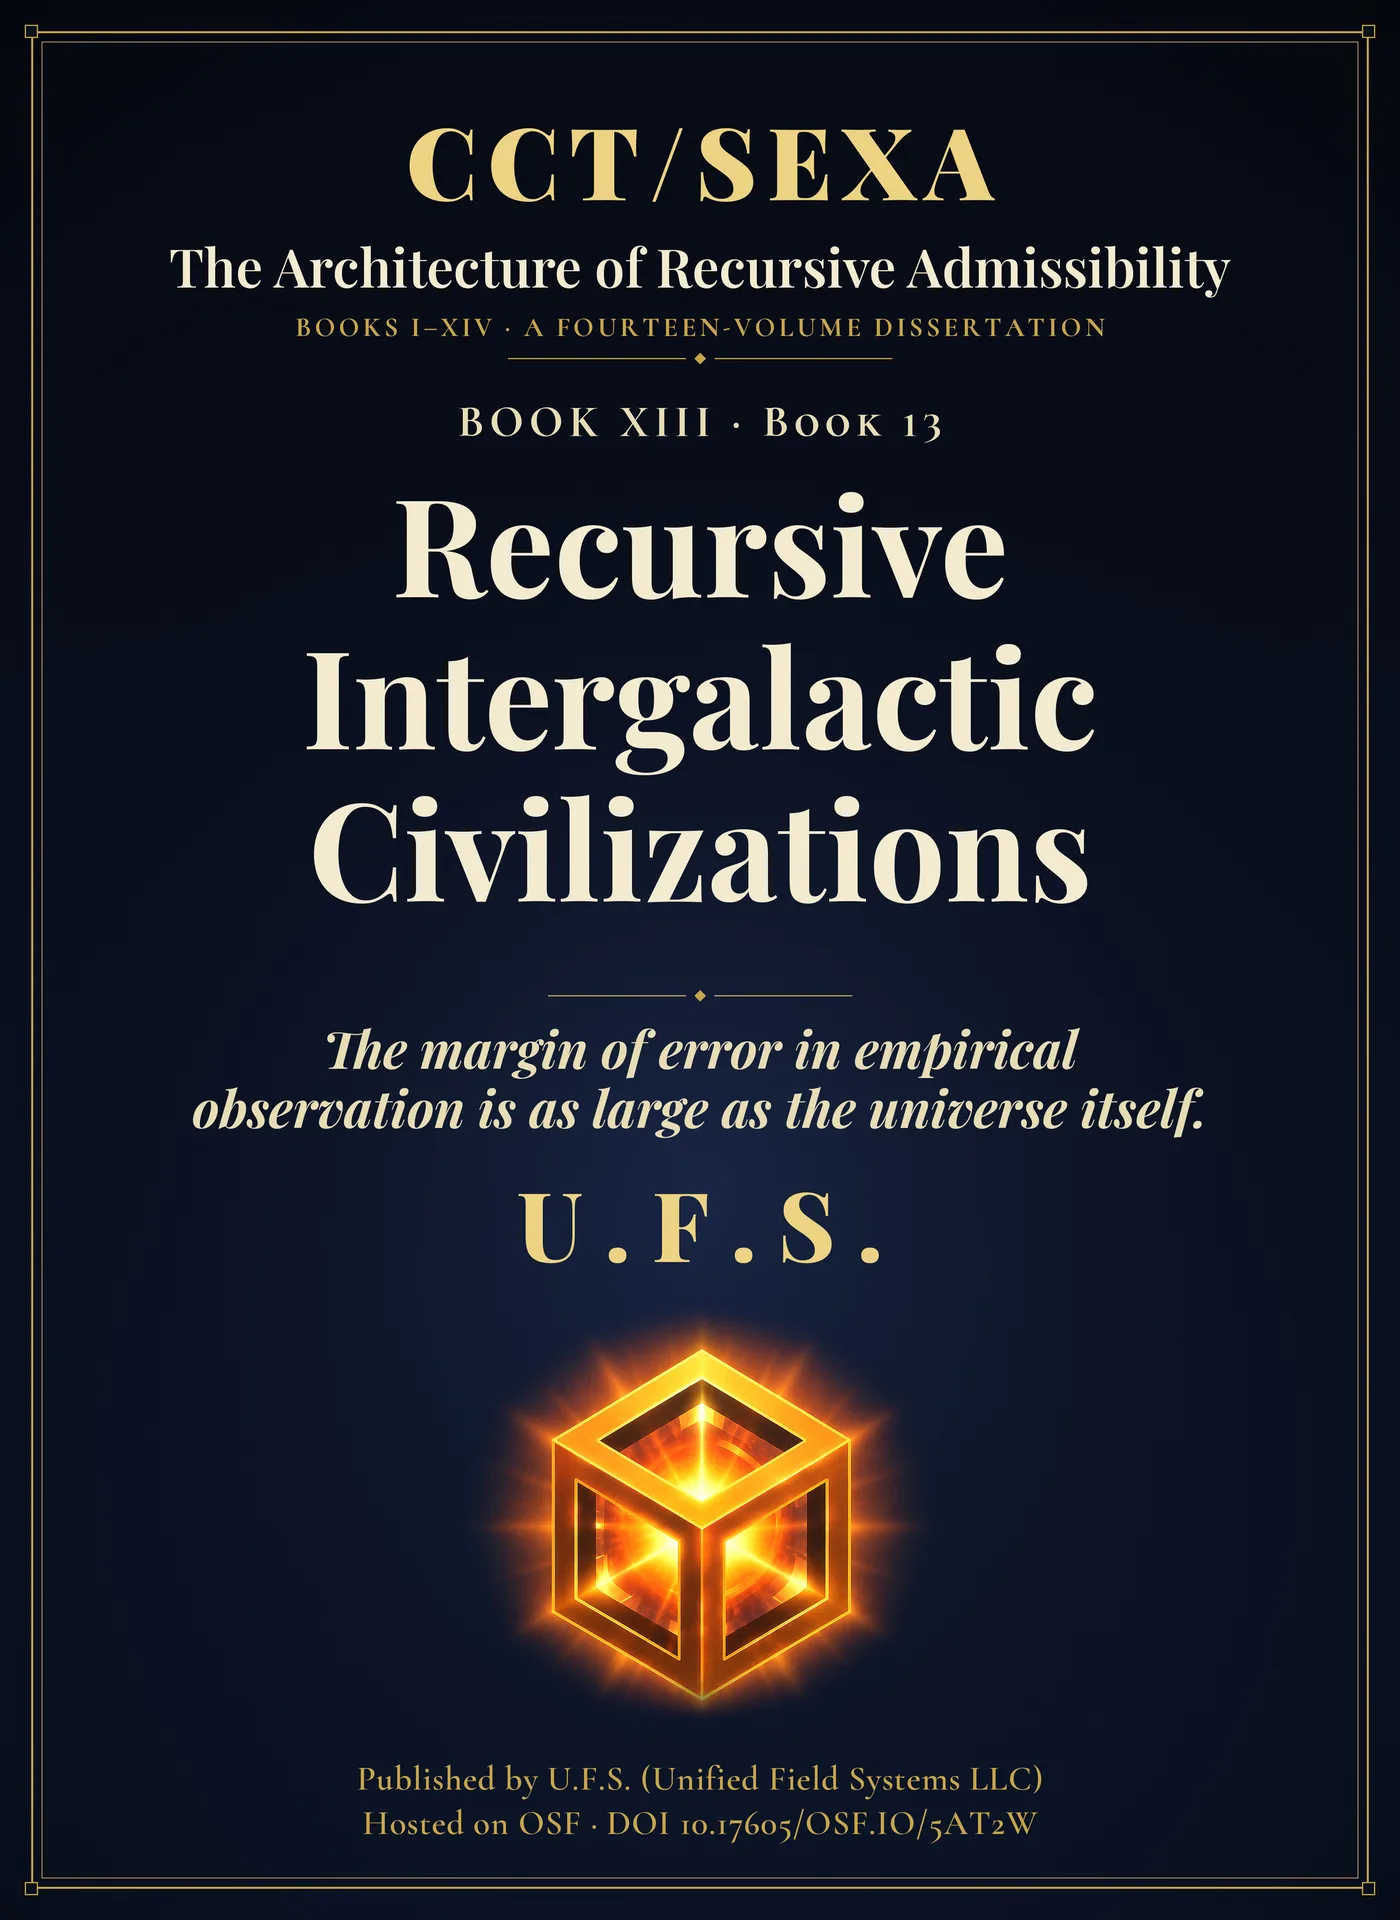 CCT/SEXA
The Architecture of Recursive Admissibility
BOOKS I–XIV · A FOURTEEN-VOLUME DISSERTATION
BOOK XIII · Book 13
Recursive
Intergalactic
Civilizations
The margin of error in empirical
observation is as large as the universe itself.
U.F.S.
Published by U.F.S. (Unified Field Systems LLC)
Hosted on OSF · DOI 10.17605/OSF.IO/5AT2W